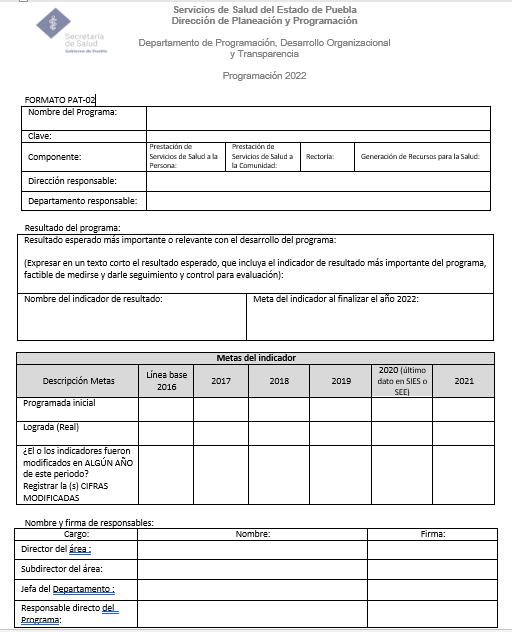 Servicios de Salud del Estado de Puebla
Dirección de Planeación y Programación
Secretaría
de Salud
Gobierno de Puebla
Departamento de Programación, Desarrollo Organizacional
y Transparencia
Programación 2022
FORMATO PAT-02
Nombre del Programa:
Clave:
Componente:
Prestación de
Servicios de Salud a la
Persona:
Prestación de
Servicios de Salud a
la Comunidad:
Rectoría:
Generación de Recursos para la Salud:
Dirección responsable:
Departamento responsable:
Resultado del programa:
Resultado esperado más importante o relevante con el desarrollo del programa:
(Expresar en un texto corto el resultado esperado, que incluya el indicador de resultado más importante del programa,
factible de medirse y darle seguimiento y control para evaluación):
Nombre del indicador de resultado:
Meta del indicador al finalizar el año 2022:
Metas del indicador
Descripción Metas
Línea base
2016
2017
2018
2019
2020 (último
dato en SIES o
SEE)
2021
Programada inicial
Lograda (Real)
¿El o los indicadores fueron
modificados en ALGÚN AÑO
de este periodo?
Registrar la (s) CIFRAS
MODIFICADAS
Nombre y firma de responsables:
Cargo:
Nombre:
Firma:
Director del área :
Subdirector del área:
Jefa del Departamento :
Responsable directo del
Programa: